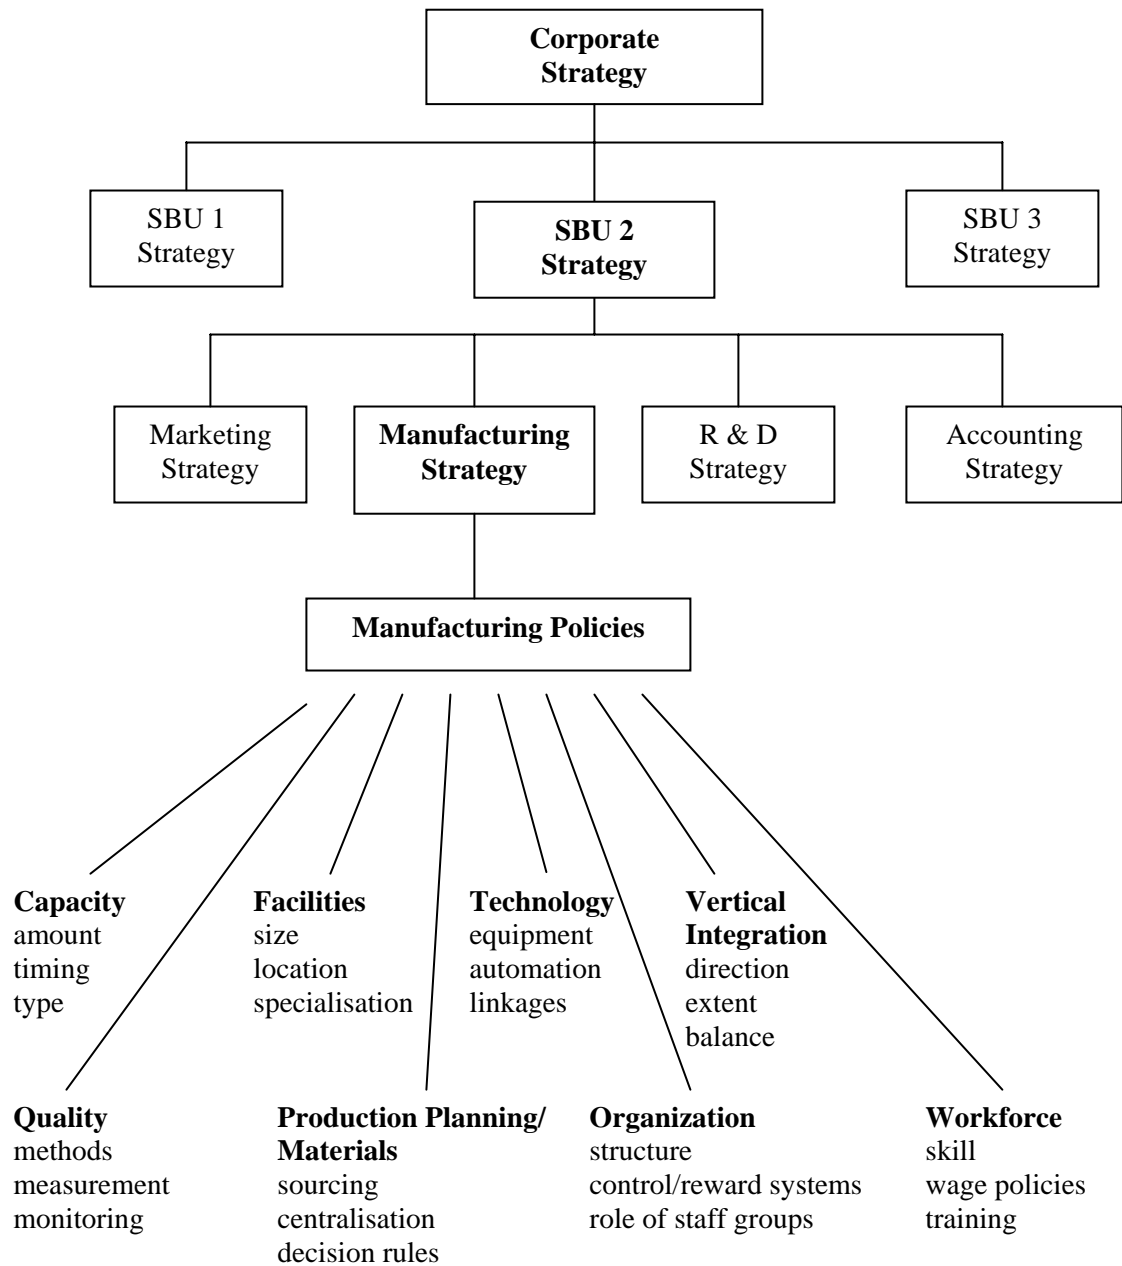 Corporate
Strategy
SBU 1
Strategy
SBU 2
Strategy
SBU 3
Strategy
Marketing
Strategy
Manufacturing
Strategy
R & D
Strategy
Accounting
Strategy
Manufacturing Policies
Capacity
amount
timing
type
Facilities
size
location
specialisation
Technology
equipment
automation
linkages
Vertical
Integration
direction
extent
balance
Quality
methods
measurement
monitoring
Production Planning/
Materials
sourcing
centralisation
decision rules
Organization
structure
control/reward systems
role of staff groups
Workforce
skill
wage policies
training